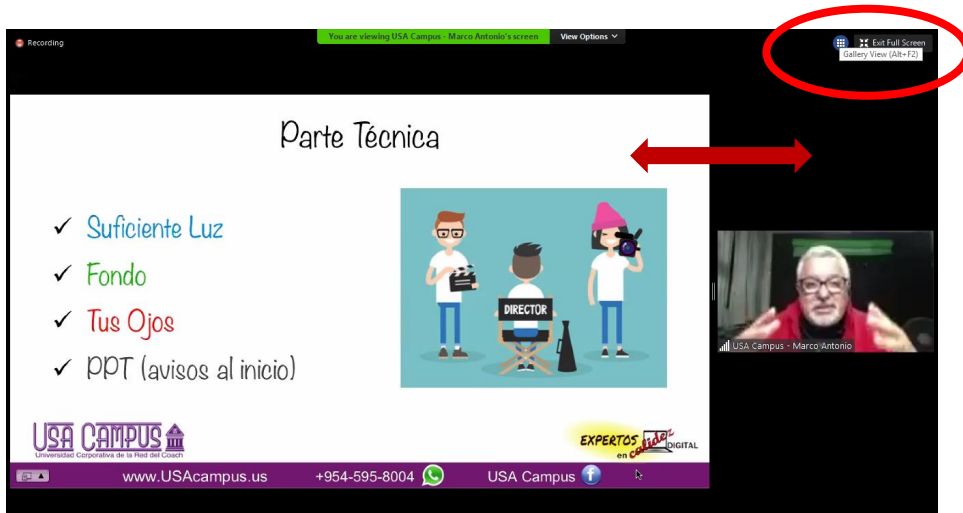 Recording
You are viewing USA Campus - Marco Antonio's screen
View Options
Exit Full Screen
Gallery View (Alt+F2)
Parte Técnica
✓ Suficiente Luz
✓ Fondo
✓ Tus Ojos
✓ PPT (avisos al inicio)
DIRECTOR
USA Campus - Marco Antonio
USA CAMPUS
Universidad Corporativa de la Red del Coach
EXPERTOS
en calidez DIGITAL
www.USAcampus.us
+954-595-8004
USA Campus